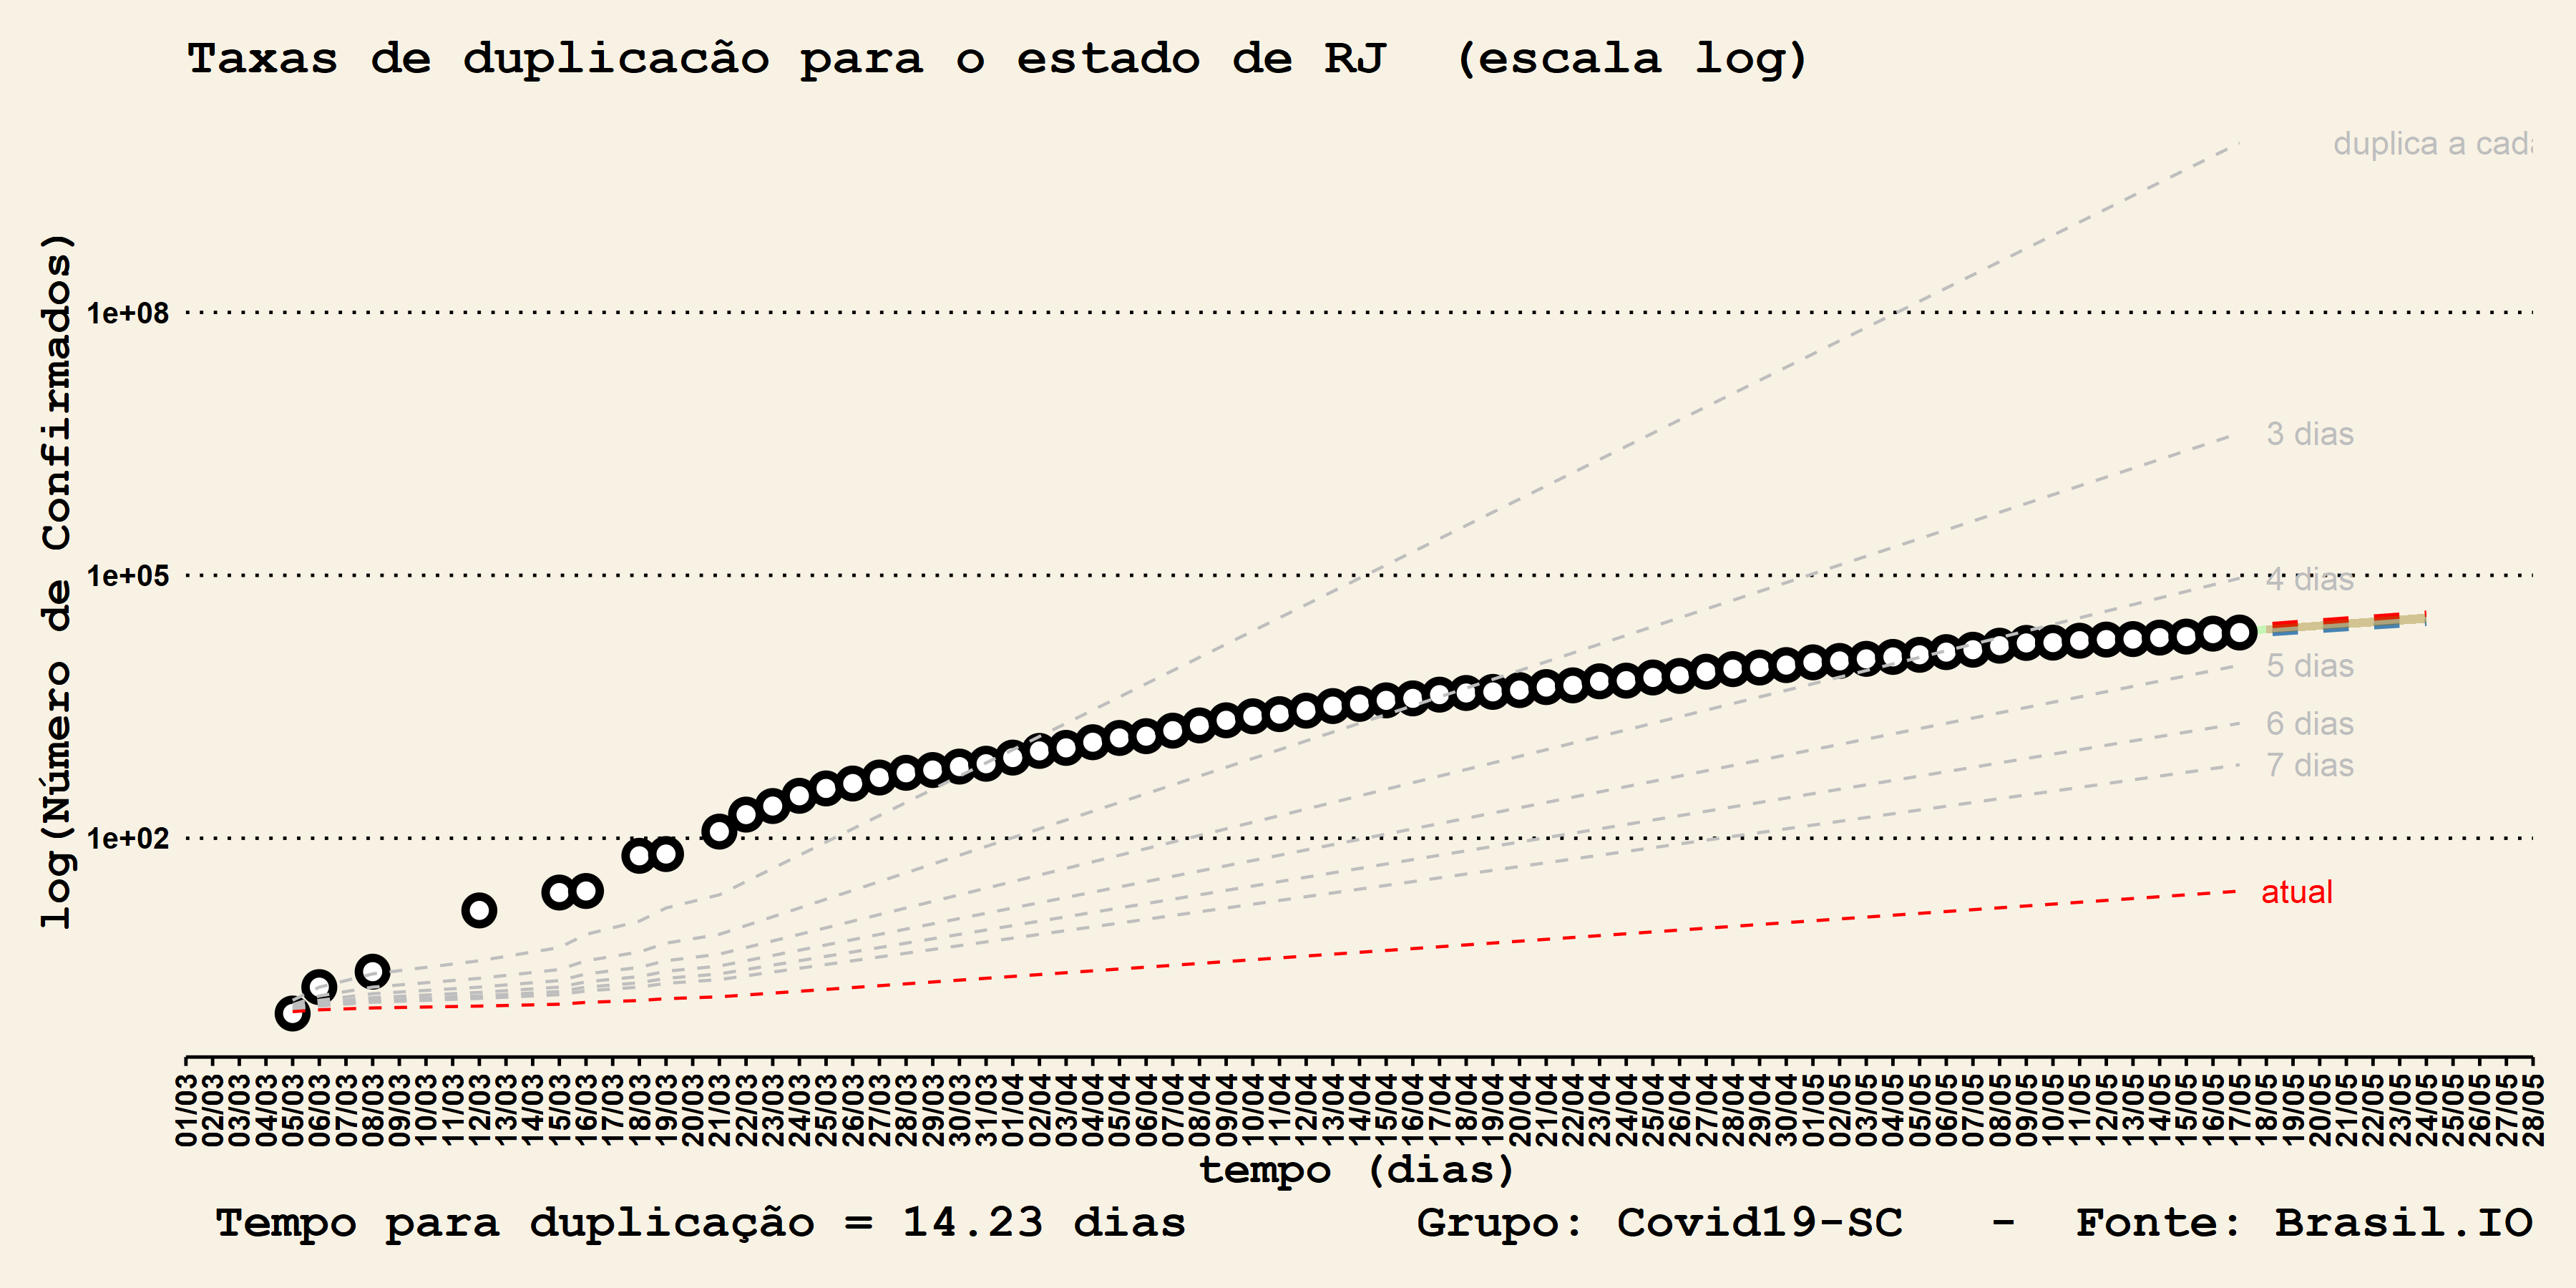 Taxas de duplicacão para o estado de RJ (escala log)
log(Número de Confirmados)
1e+08
1e+05
1e+02
duplica a cada
3 dias
4 dias
5 dias
6 dias
7 dias
atual
01/03 02/03 03/03 04/03 05/03 06/03 07/03 08/03 09/03 10/03 11/03 12/03 13/03 14/03 15/03 16/03 17/03 18/03 19/03 20/03 21/03 22/03 23/03 24/03 25/03 26/03 27/03 28/03 29/03 30/03 31/03 01/04 02/04 03/04 04/04 05/04 06/04 07/04 08/04 09/04 10/04 11/04 12/04 13/04 14/04 15/04 16/04 17/04 18/04 19/04 20/04 21/04 22/04 23/04 24/04 25/04 26/04 27/04 28/04 29/04 30/04 01/05 02/05 03/05 04/05 05/05 06/05 07/05 08/05 09/05 10/05 11/05 12/05 13/05 14/05 15/05 16/05 17/05 18/05 19/05 20/05 21/05 22/05 23/05 24/05 25/05 26/05 27/05 28/05
tempo (dias)
Tempo para duplicação = 14.23 dias Grupo: Covid19-SC - Fonte: Brasil.IO